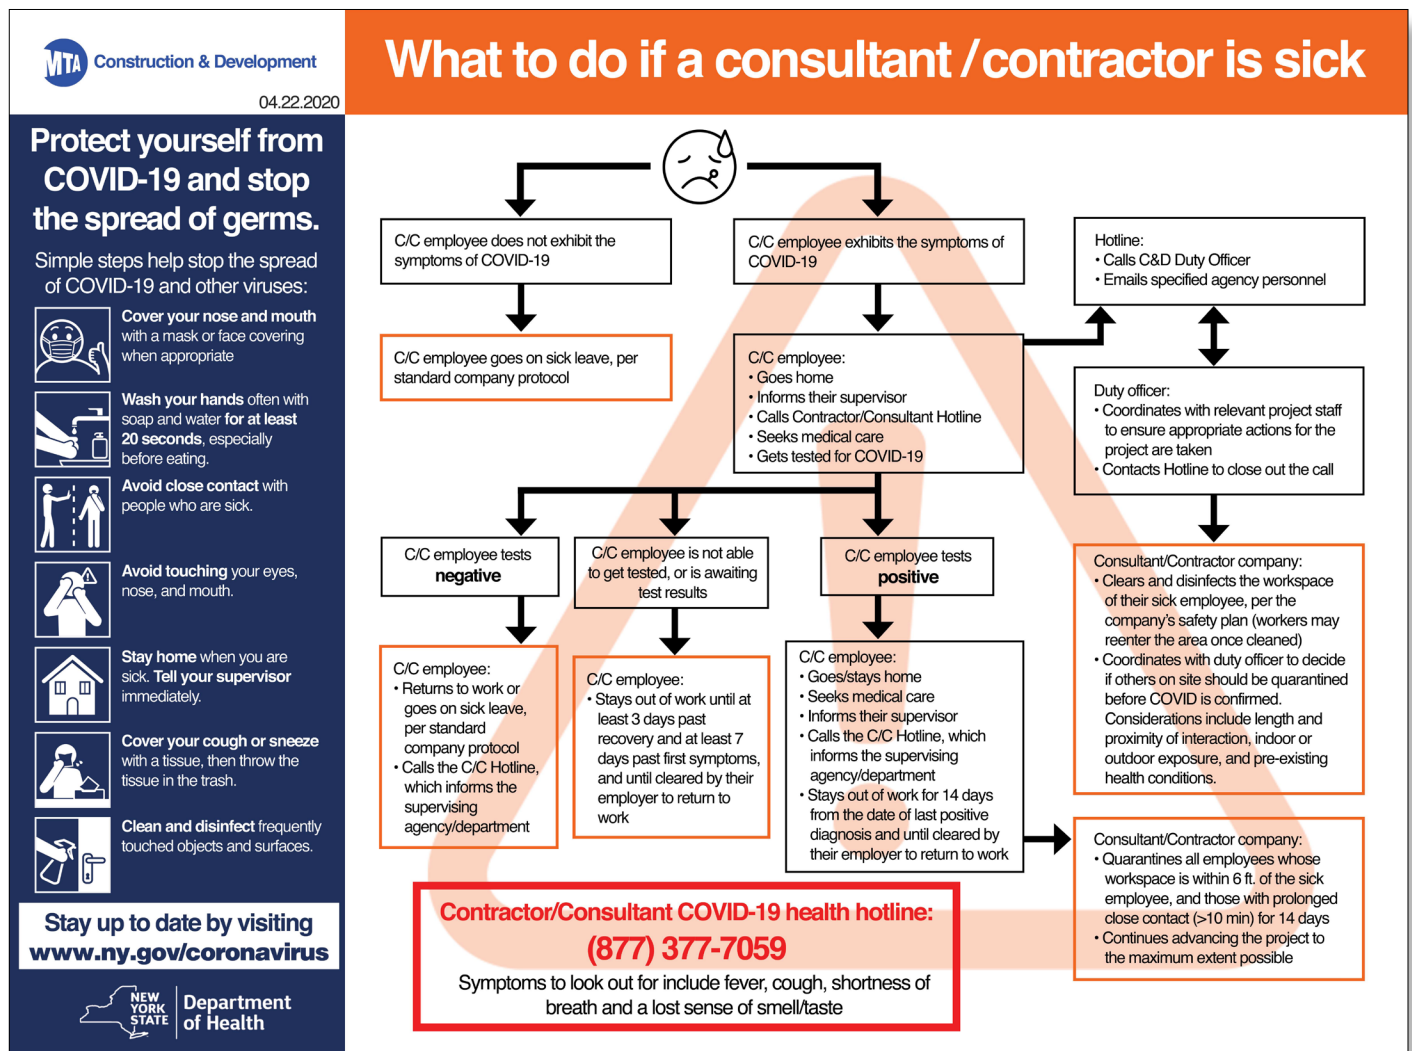 MTA Construction & Development
04.22.2020
What to do if a consultant / contractor is sick
Protect yourself from
COVID-19 and stop
the spread of germs.
Simple steps help stop the spread
of COVID-19 and other viruses:
Cover your nose and mouth
with a mask or face covering
when appropriate
Wash your hands often with
soap and water for at least
20 seconds, especially
before eating.
Avoid close contact with
people who are sick.
Avoid touching your eyes,
nose, and mouth.
Stay home when you are
sick. Tell your supervisor
immediately.
Cover your cough or sneeze
with a tissue, then throw the
tissue in the trash.
Clean and disinfect frequently
touched objects and surfaces.
Stay up to date by visiting
www.ny.gov/coronavirus
NEW
YORK
STATE
Department
of Health
C/C employee does not exhibit the
symptoms of COVID-19
C/C employee goes on sick leave, per
standard company protocol
C/C employee exhibits the symptoms of
COVID-19
C/C employee:
• Goes home
• Informs their supervisor
• Calls Contractor/Consultant Hotline
• Seeks medical care
• Gets tested for COVID-19
Hotline:
• Calls C&D Duty Officer
• Emails specified agency personnel
Duty officer:
• Coordinates with relevant project staff
to ensure appropriate actions for the
project are taken
• Contacts Hotline to close out the call
Consultant/Contractor company:
• Clears and disinfects the workspace
of their sick employee, per the
company's safety plan (workers may
reenter the area once cleaned)
• Coordinates with duty officer to decide
if others on site should be quarantined
before COVID is confirmed.
Considerations include length and
proximity of interaction, indoor or
outdoor exposure, and pre-existing
health conditions.
C/C employee tests
negative
C/C employee:
• Returns to work or
goes on sick leave,
per standard
company protocol
• Calls the C/C Hotline,
which informs the
supervising
agency/department
C/C employee is not able
to get tested, or is awaiting
test results
C/C employee:
• Stays out of work until at
least 3 days past
recovery and at least 7
days past first symptoms,
and until cleared by their
employer to return to
work
C/C employee tests
positive
C/C employee:
• Goes/stays home
• Seeks medical care
• Informs their supervisor
• Calls the C/C Hotline, which
informs the supervising
agency/department
• Stays out of work for 14 days
from the date of last positive
diagnosis and until cleared by
their employer to return to work
Consultant/Contractor company:
• Quarantines all employees whose
workspace is within 6 ft. of the sick
employee, and those with prolonged
close contact (>10 min) for 14 days
• Continues advancing the project to
the maximum extent possible
Contractor/Consultant COVID-19 health hotline:
(877) 377-7059
Symptoms to look out for include fever, cough, shortness of
breath and a lost sense of smell/taste